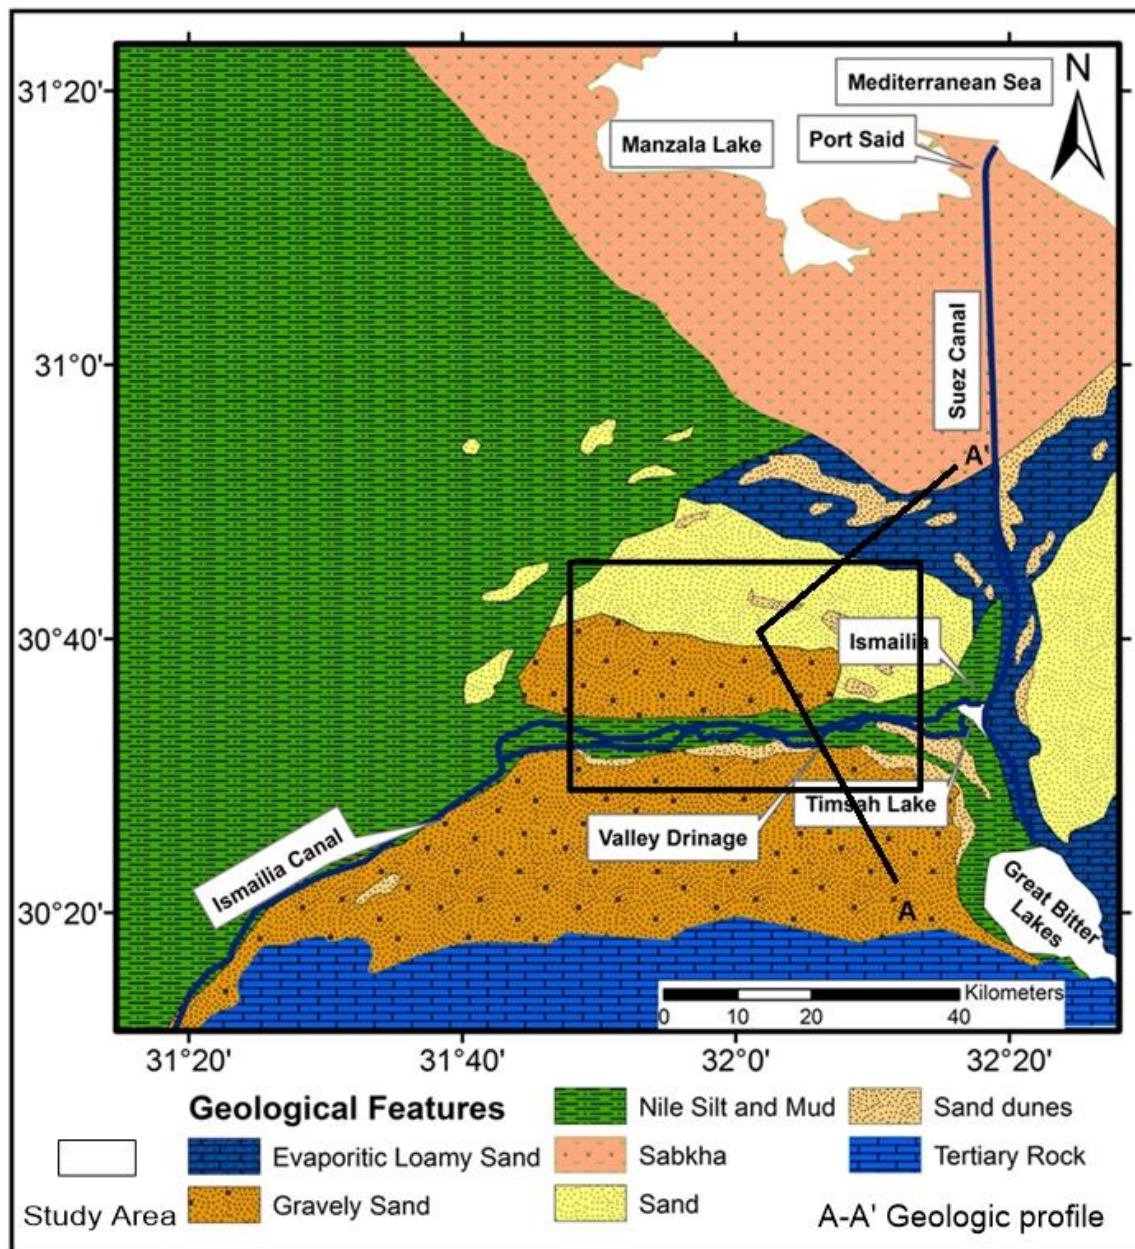 Mediterranean Sea
N
Manzala Lake
Port Said
31°20'
Suez Canal
31°0'
A'
30°40'
Ismailia
Timsah Lake
Valley Drinage
Ismailia Canal
Great Bitter
Lakes
30°20'
A
Kilometers
0 10 20 40
31°20' 31°40' 32°0' 32°20'
Geological Features
Nile Silt and Mud
Sand dunes
Evaporitic Loamy Sand
Sabkha
Tertiary Rock
Study Area
Gravely Sand
Sand
A-A' Geologic profile